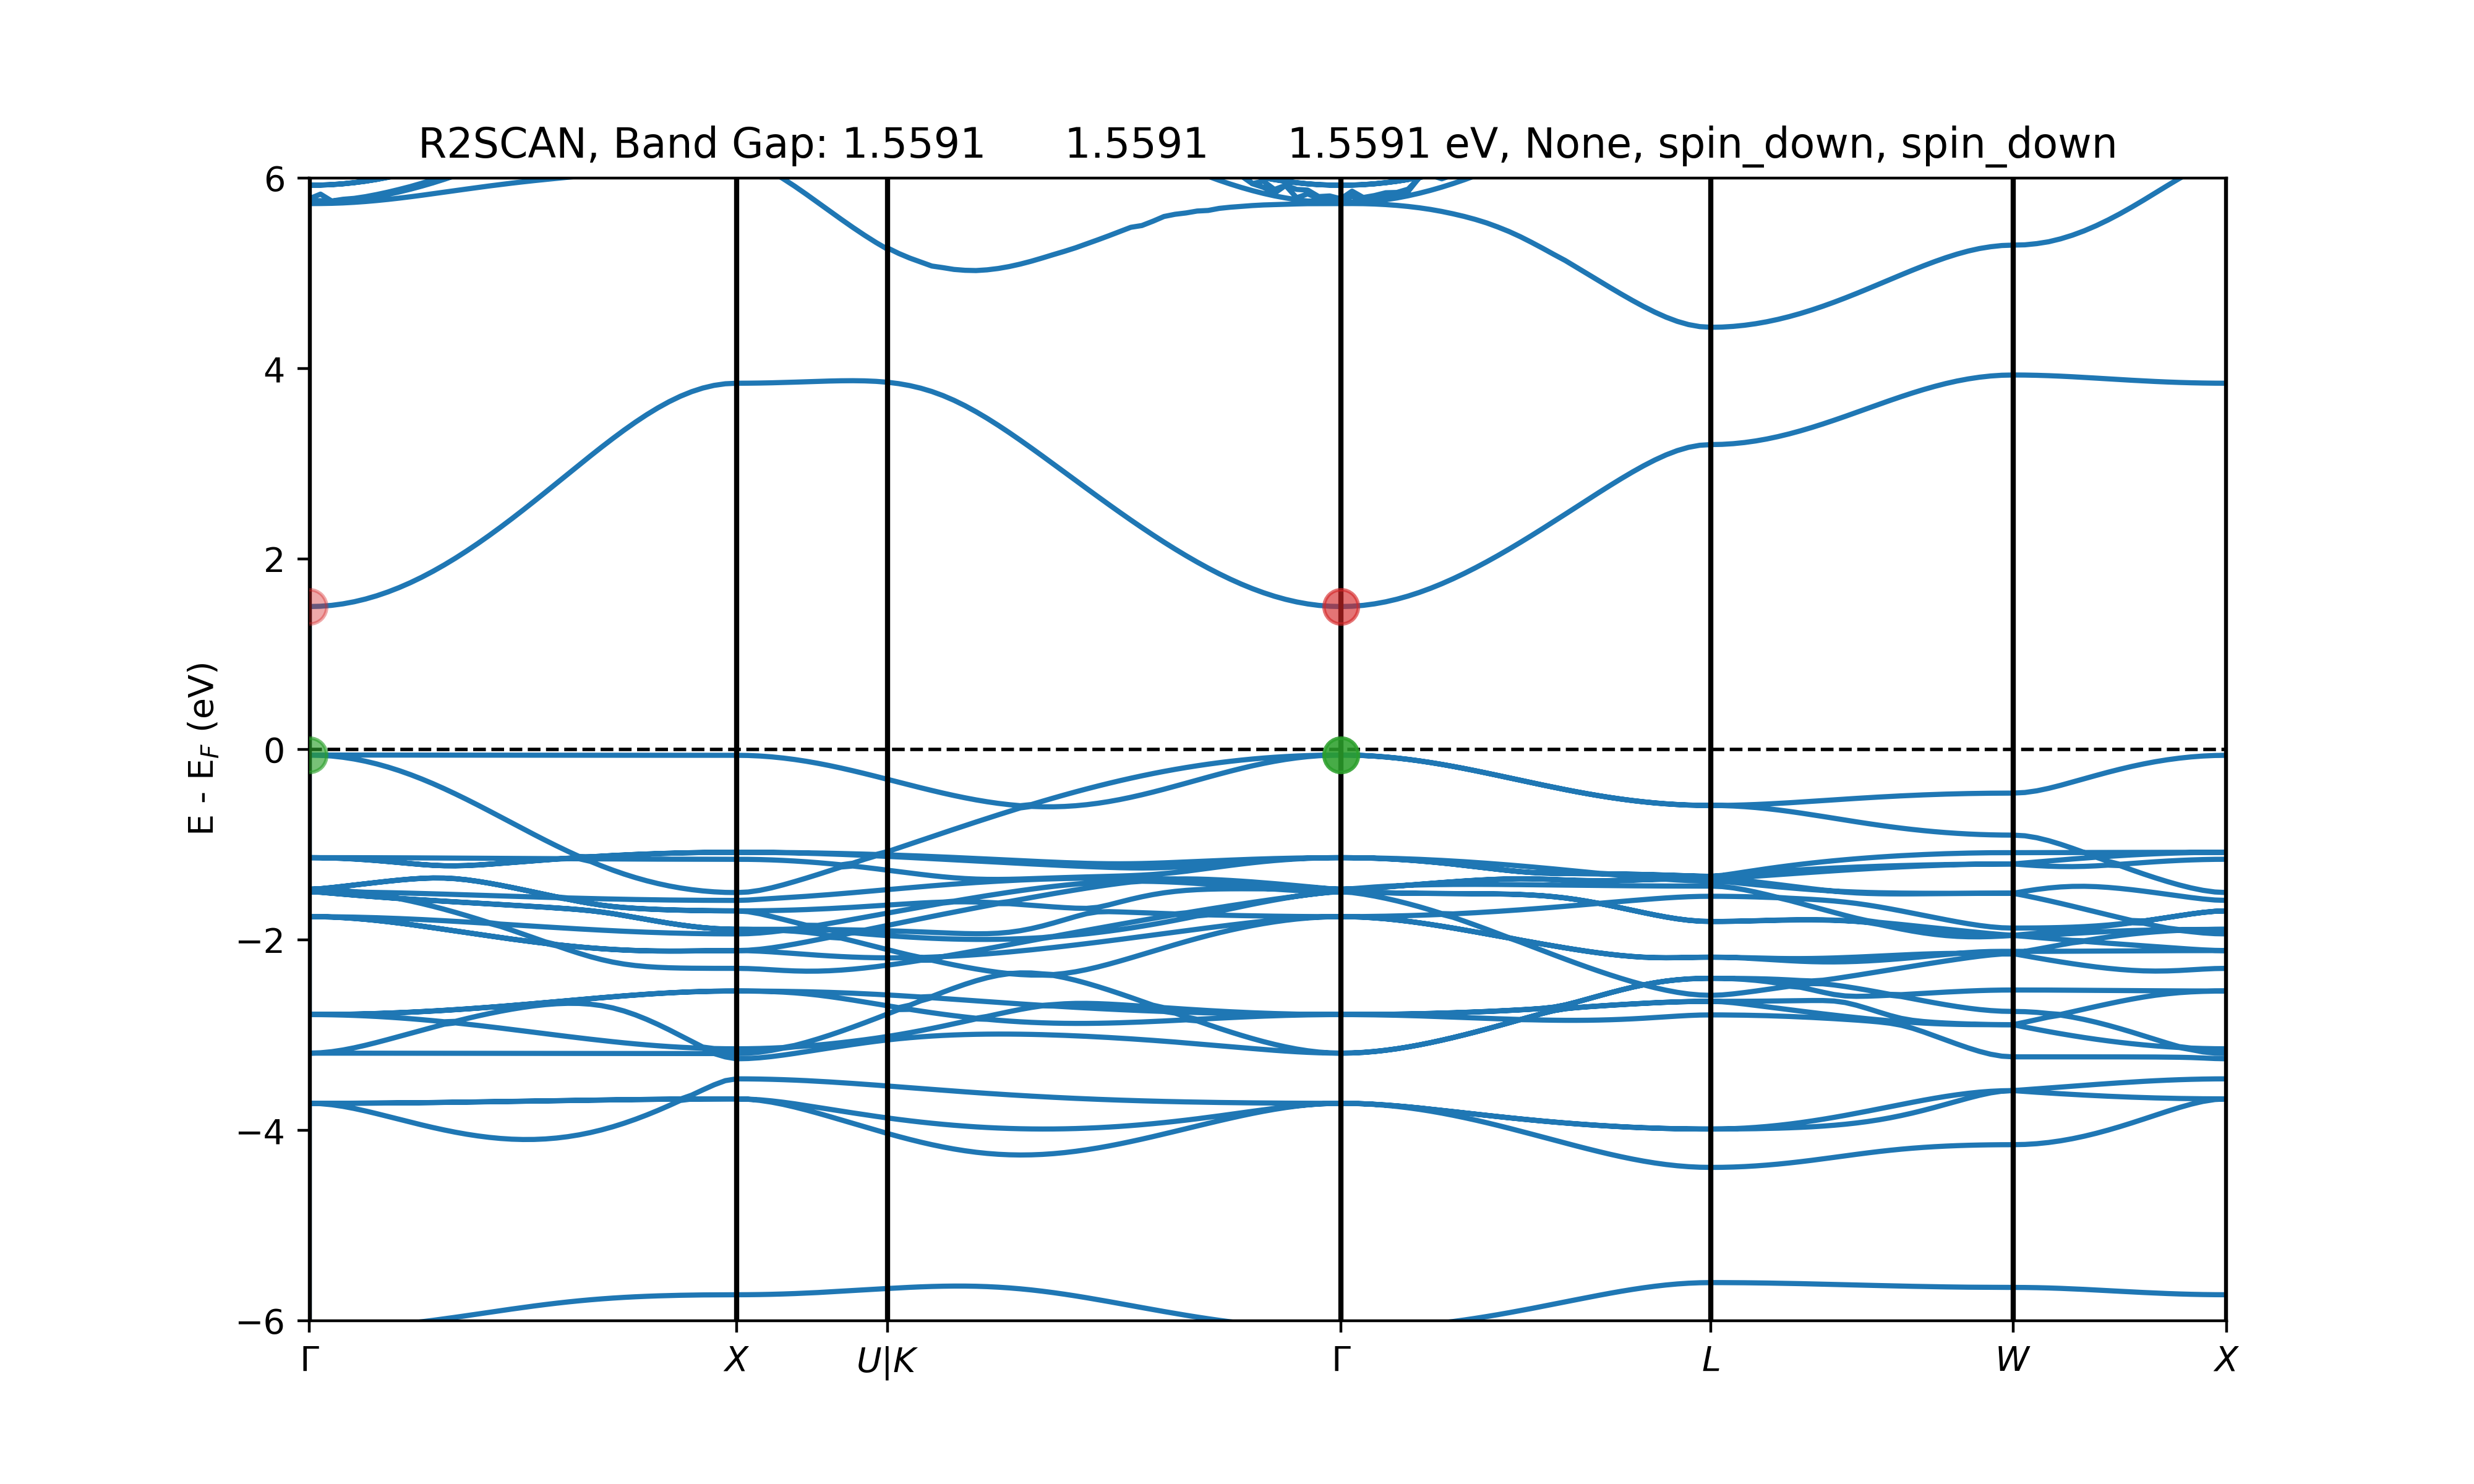 R2SCAN, Band Gap: 1.5591 1.5591 1.5591 eV, None, spin_down, spin_down
6
4
2
0
−2
−4
−6
E - E_F (eV)
Γ X U|K Γ L W X